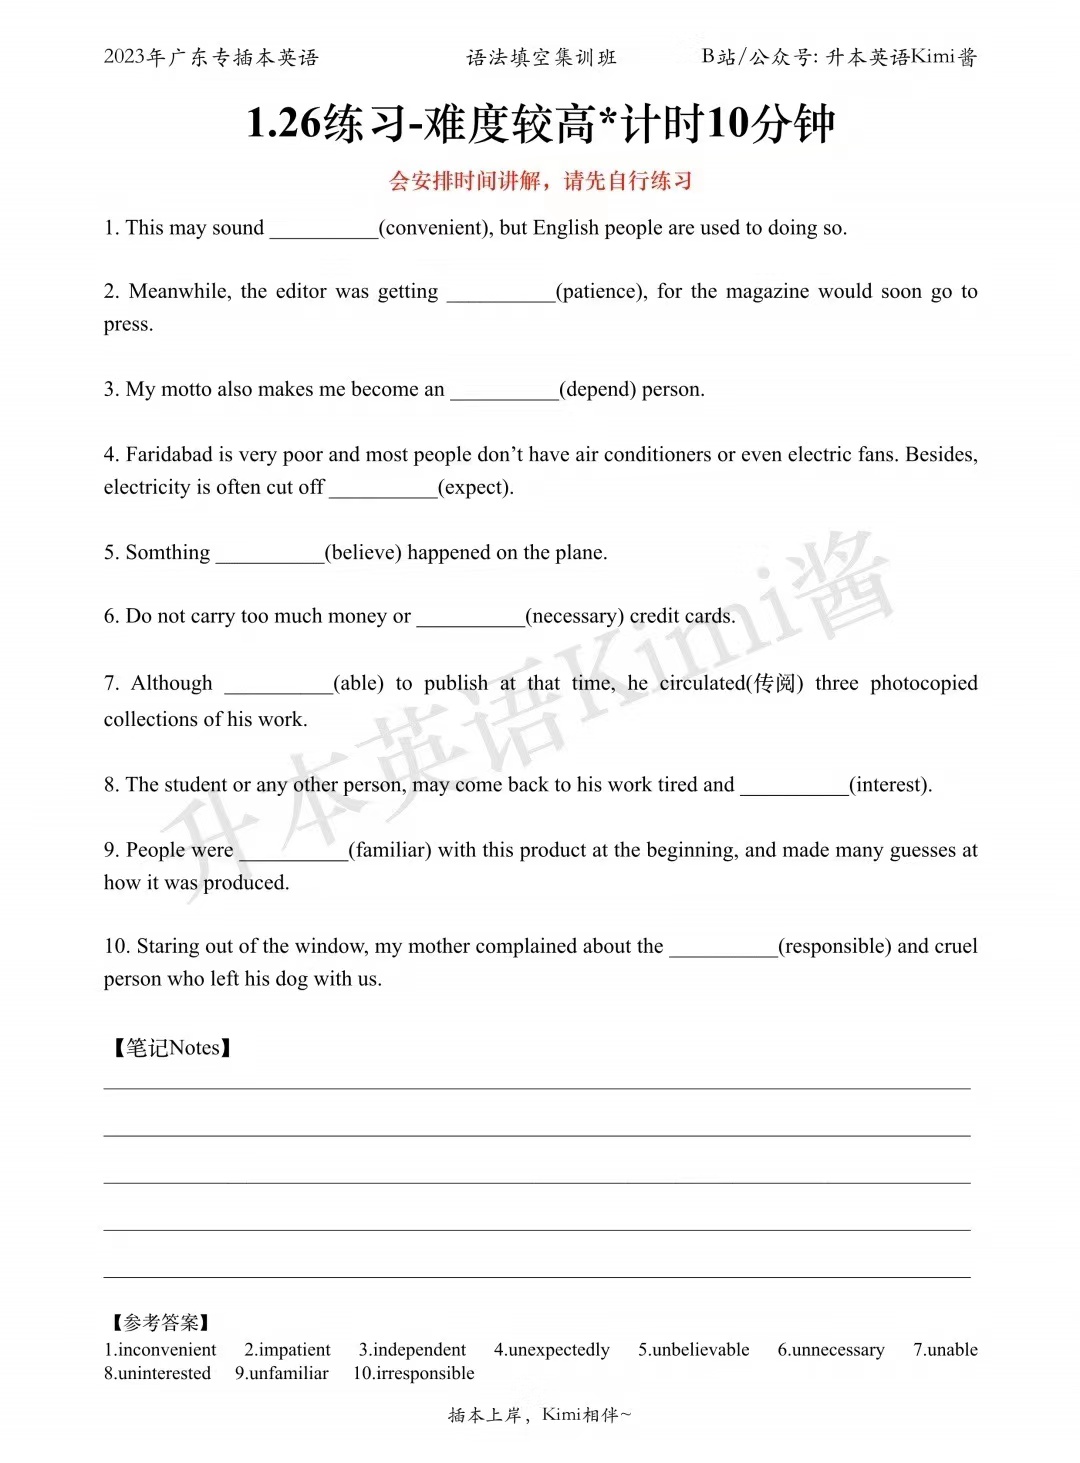 2023年广东专插本英语 语法填空集训班 B站/公众号: 升本英语Kimi酱
1.26练习-难度较高*计时10分钟
会安排时间讲解，请先自行练习
1. This may sound __________(convenient), but English people are used to doing so.
2. Meanwhile, the editor was getting __________(patience), for the magazine would soon go to
press.
3. My motto also makes me become an __________(depend) person.
4. Faridabad is very poor and most people don’t have air conditioners or even electric fans. Besides,
electricity is often cut off __________(expect).
5. Somthing __________(believe) happened on the plane.
6. Do not carry too much money or __________(necessary) credit cards.
7. Although __________(able) to publish at that time, he circulated(传阅) three photocopied
collections of his work.
8. The student or any other person, may come back to his work tired and __________(interest).
9. People were __________(familiar) with this product at the beginning, and made many guesses at
how it was produced.
10. Staring out of the window, my mother complained about the __________(responsible) and cruel
person who left his dog with us.
升本英语Kimi酱
【笔记Notes】
【参考答案】
1.inconvenient 2.impatient 3.independent 4.unexpectedly 5.unbelievable 6.unnecessary 7.unable
8.uninterested 9.unfamiliar 10.irresponsible
插本上岸，Kimi相伴~